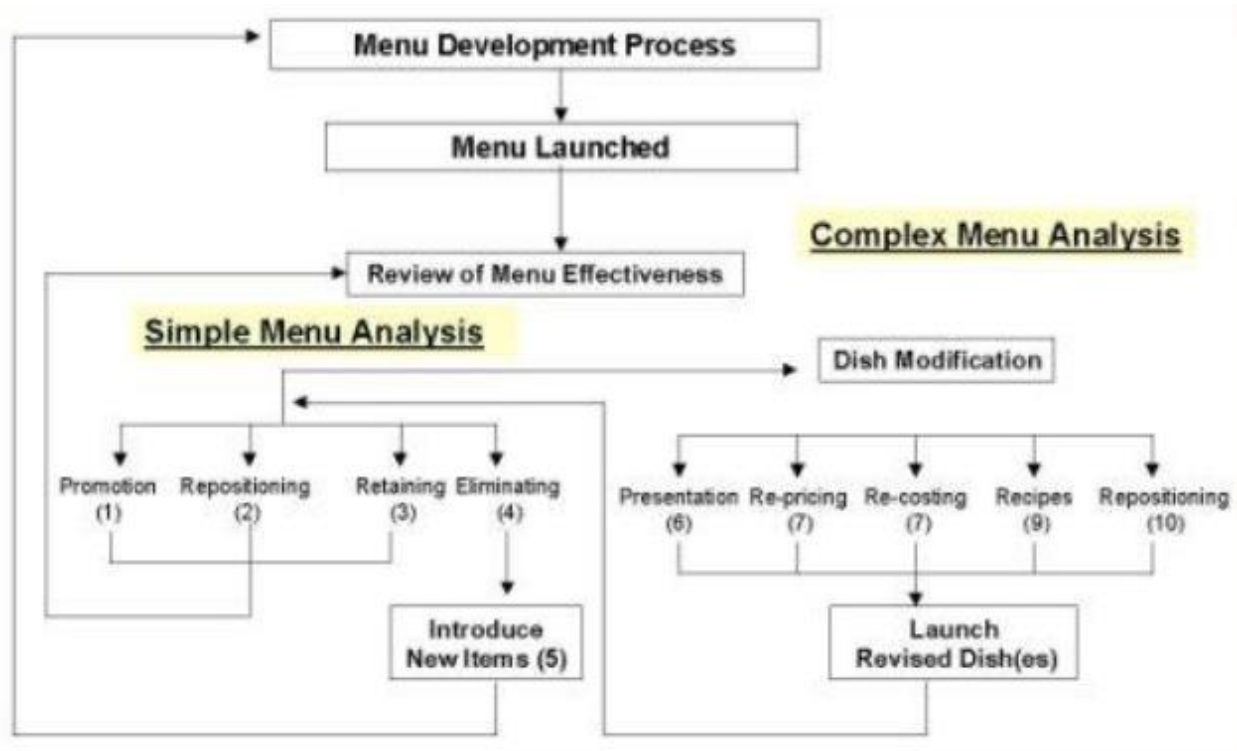 Menu Development Process
Menu Launched
Complex Menu Analysis
Review of Menu Effectiveness
Simple Menu Analysis
Dish Modification
Promotion
(1)
Repositioning
(2)
Retaining
(3)
Eliminating
(4)
Presentation
(6)
Re-pricing
(7)
Re-costing
(7)
Recipes
(9)
Repositioning
(10)
Introduce
New Items (5)
Launch
Revised Dish(es)